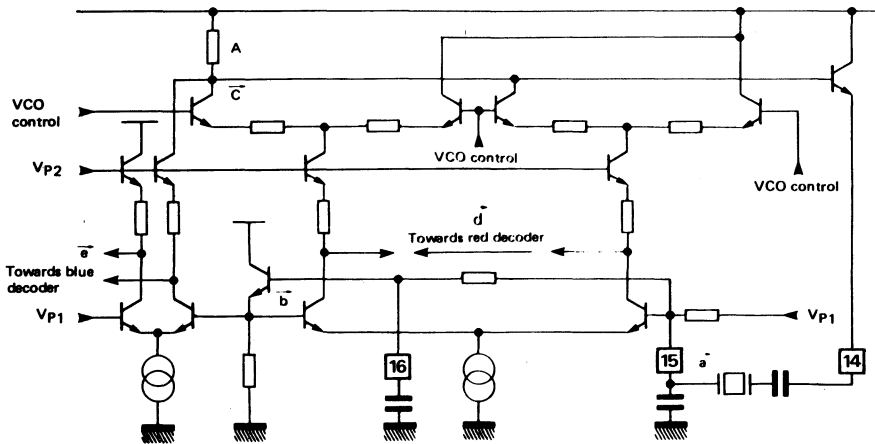 A
C
VCO
control
VCO control
VCO control
VP2
d
Towards red decoder
e
Towards blue
decoder
b
VP1
VP1
16
15
a
14